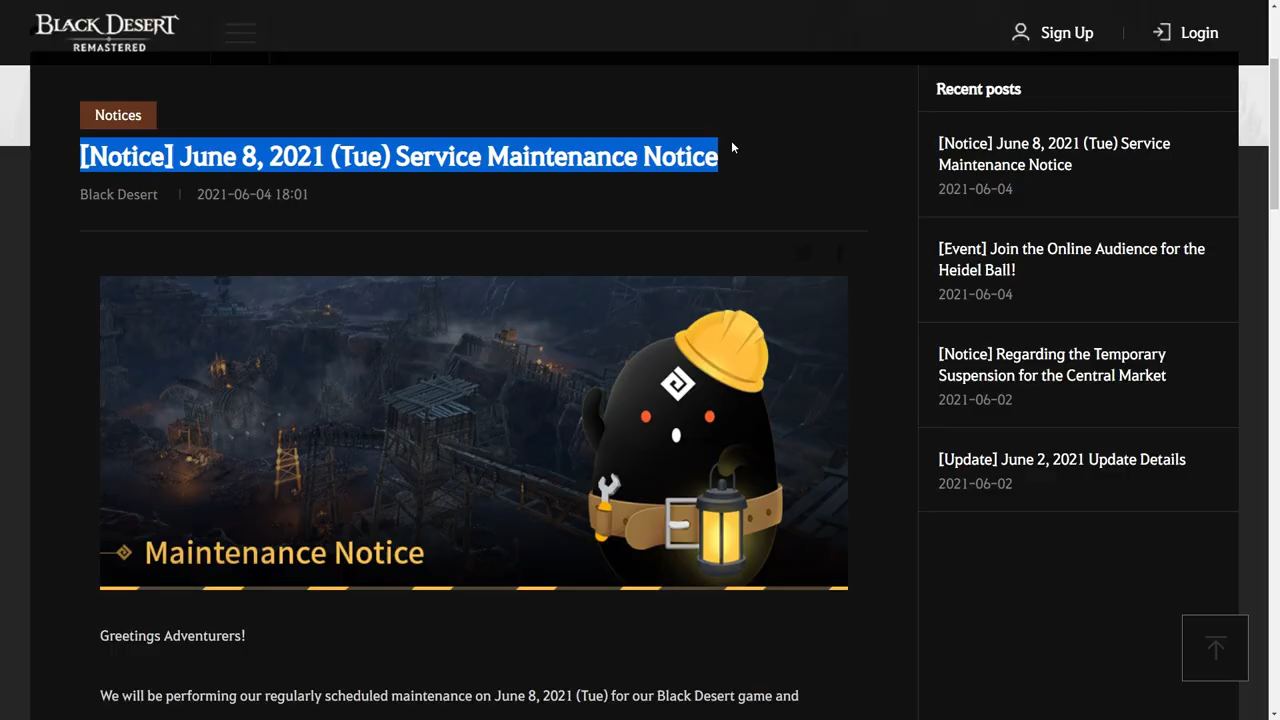 BLACK DESERT
REMASTERED
Sign Up
Login
Notices
[Notice] June 8, 2021 (Tue) Service Maintenance Notice
Black Desert
2021-06-04 18:01
Maintenance Notice
Greetings Adventurers!
We will be performing our regularly scheduled maintenance on June 8, 2021 (Tue) for our Black Desert game and
Recent posts
[Notice] June 8, 2021 (Tue) Service
Maintenance Notice
2021-06-04
[Event] Join the Online Audience for the
Heidel Ball!
2021-06-04
[Notice] Regarding the Temporary
Suspension for the Central Market
2021-06-02
[Update] June 2, 2021 Update Details
2021-06-02